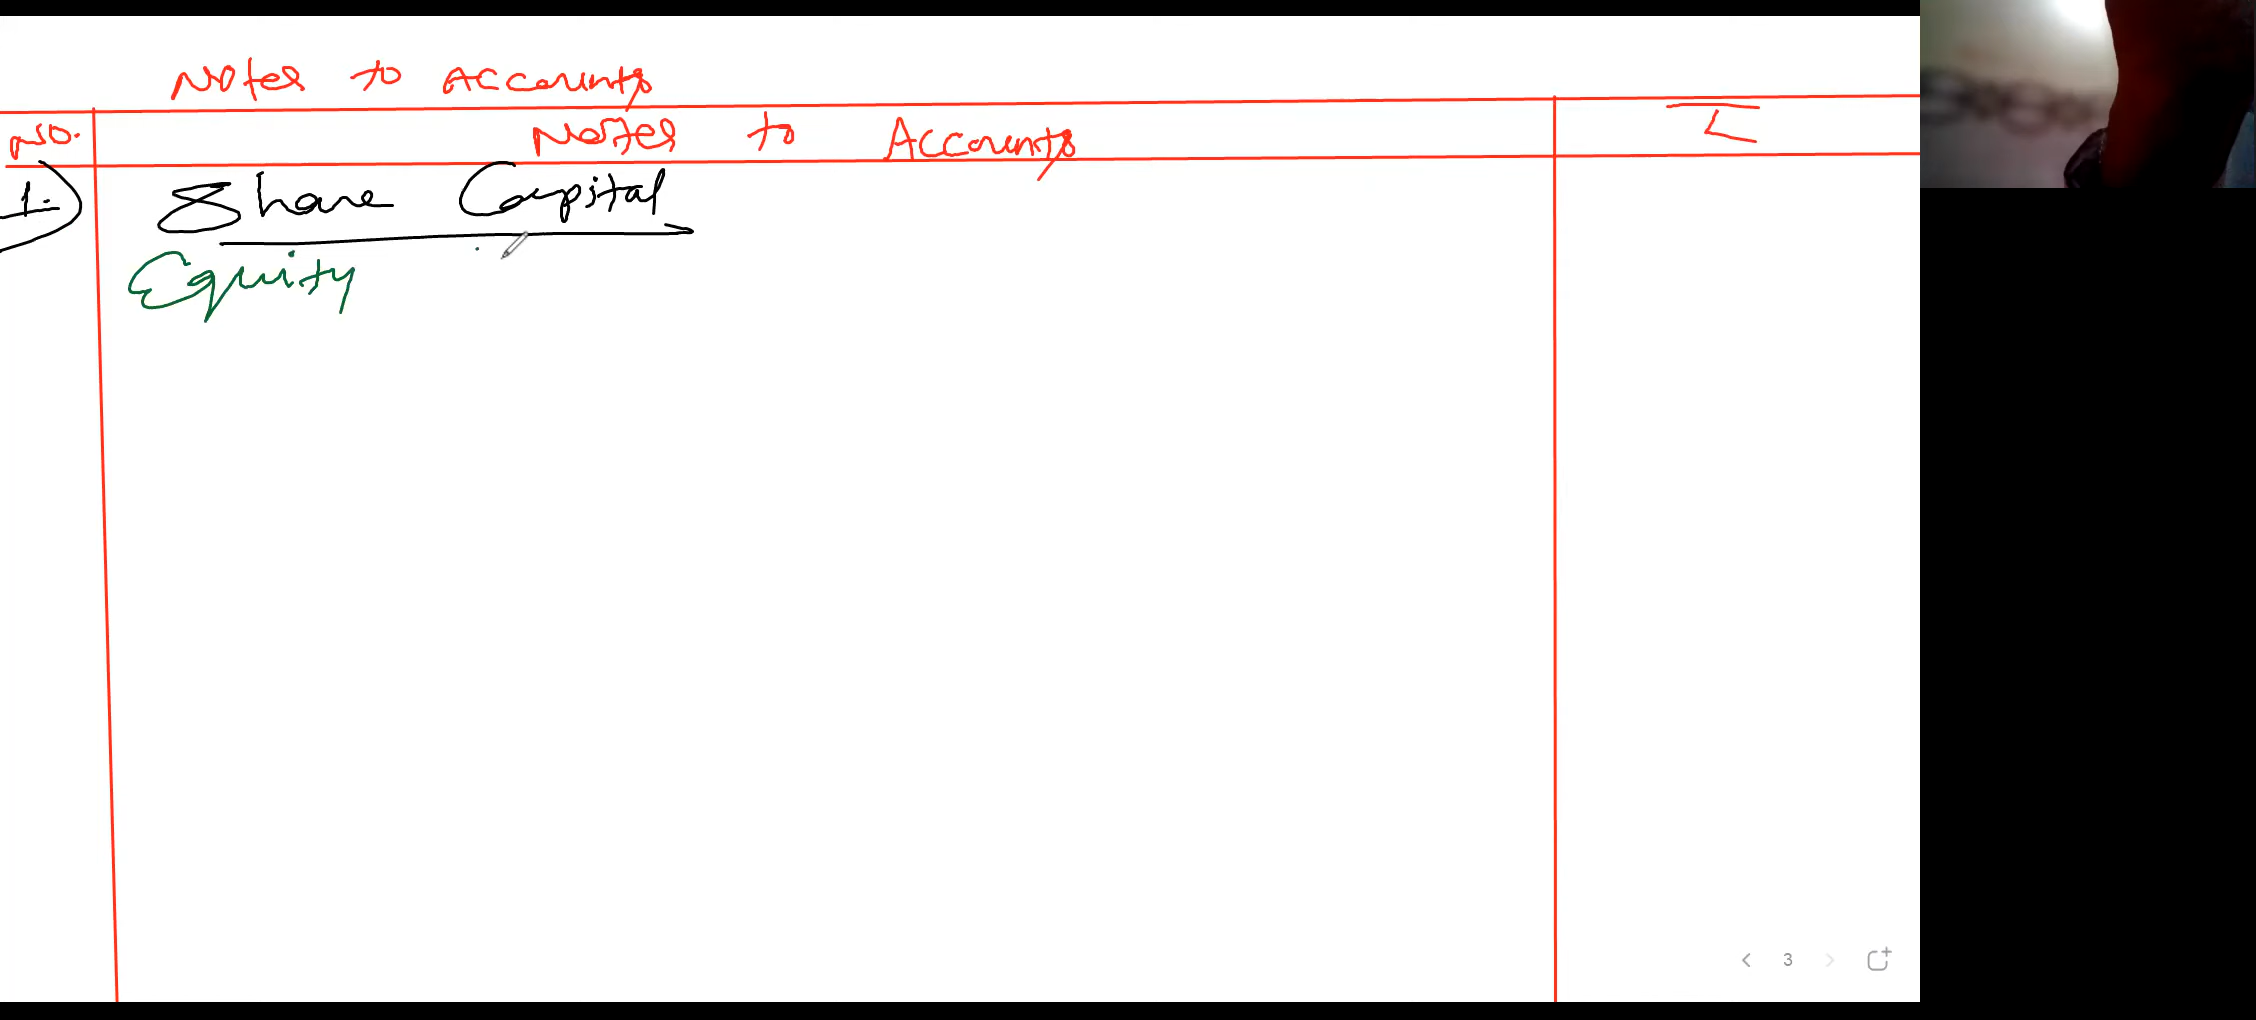 Notes to Accounts
No. Notes to Accounts
1. Share Capital
Equity
3